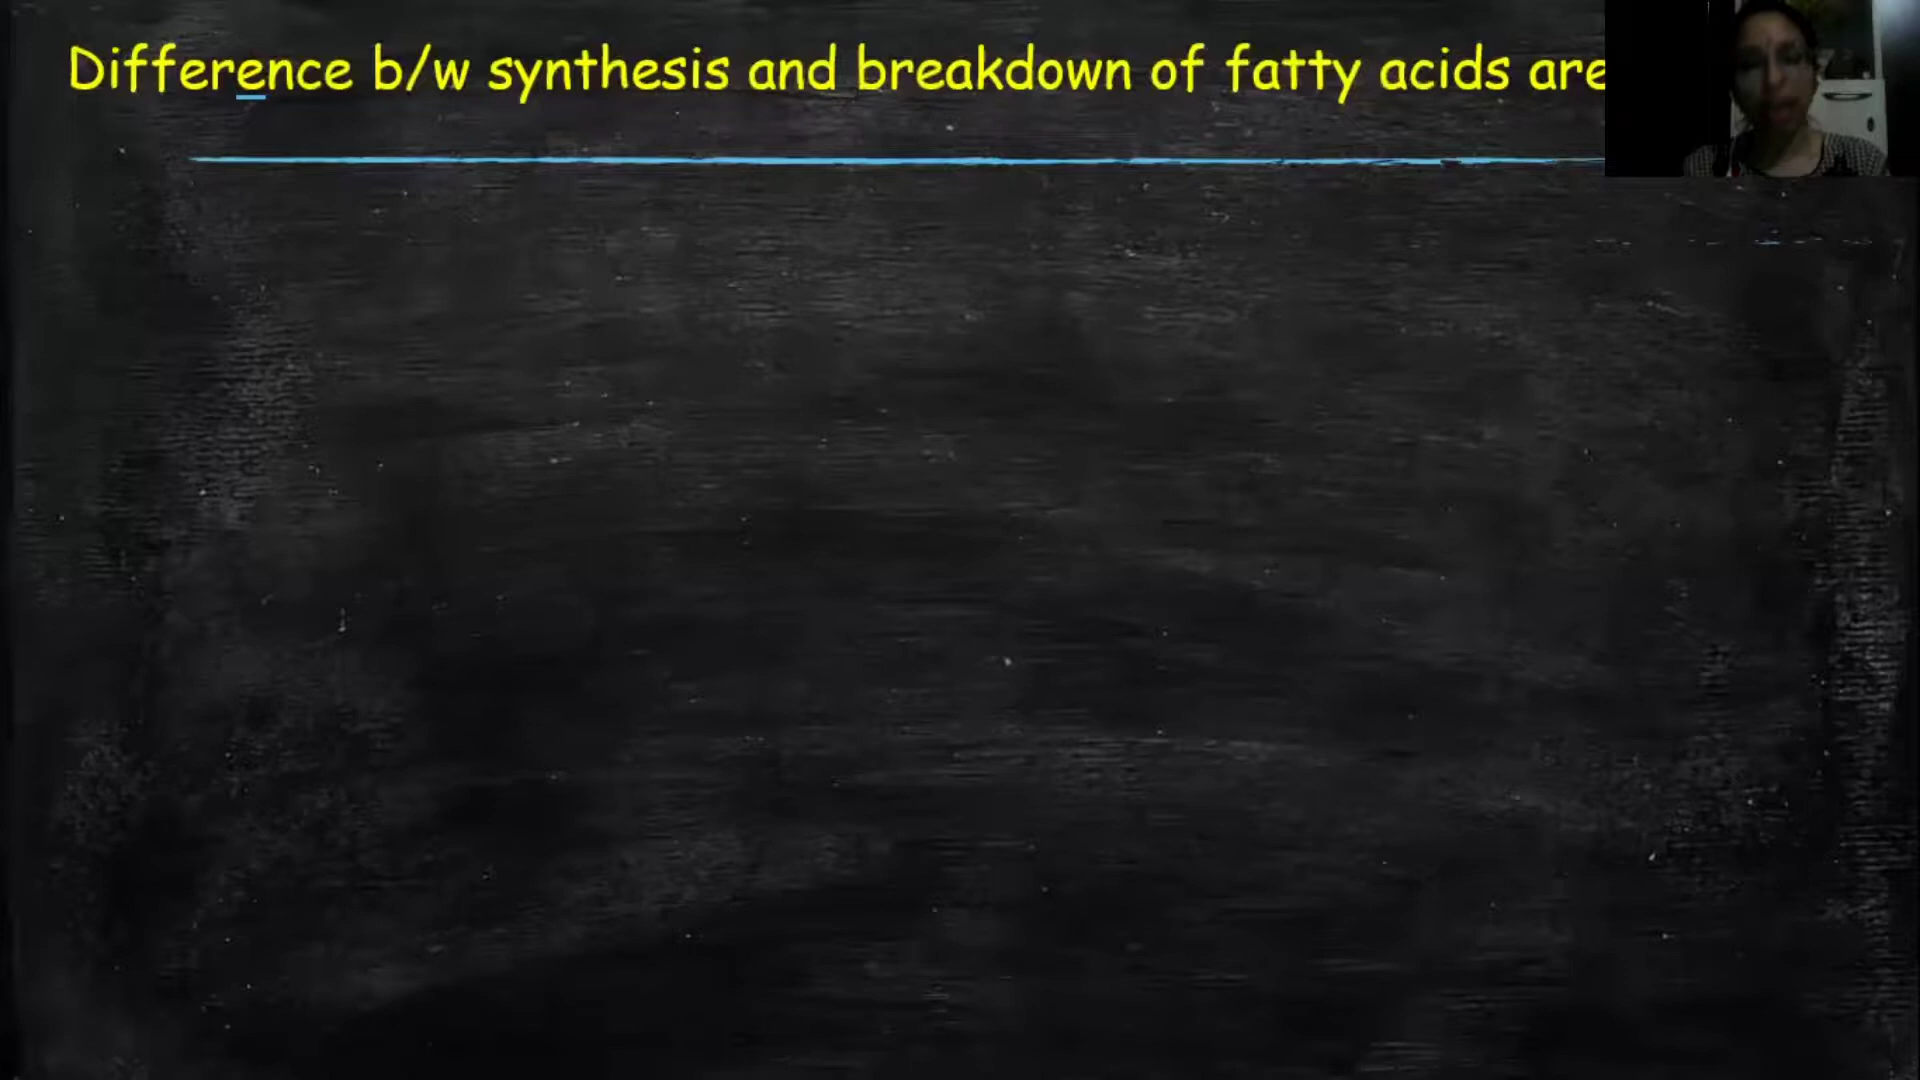 Difference b/w synthesis and breakdown of fatty acids are